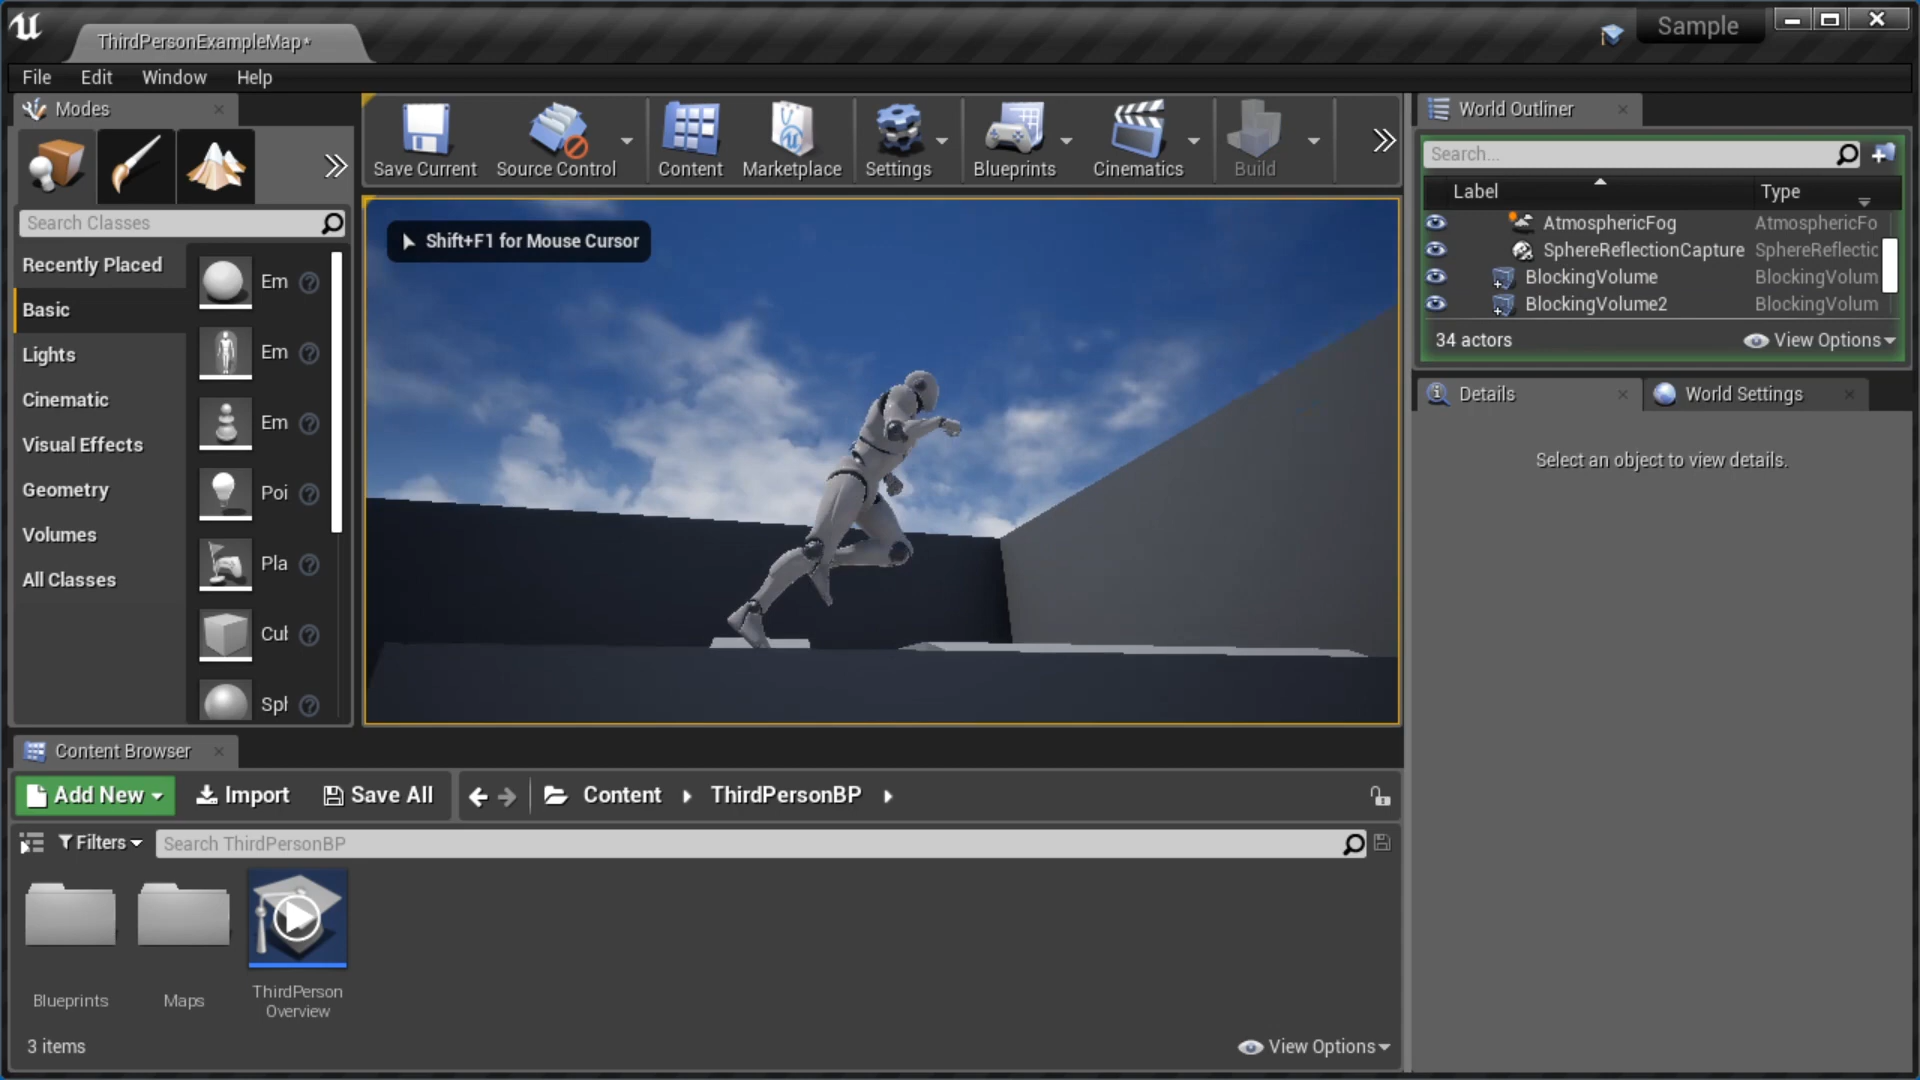 ThirdPersonExampleMap*
Sample
File Edit Window Help
Modes
Search Classes
Recently Placed
Basic
Lights
Cinematic
Visual Effects
Geometry
Volumes
All Classes
Em
Em
Em
Poi
Pla
Cul
Spl
Save Current
Source Control
Content
Marketplace
Settings
Blueprints
Cinematics
Build
Shift+F1 for Mouse Cursor
World Outliner
Search...
Label Type
AtmosphericFog AtmosphericFo
SphereReflectionCapture SphereReflectic
BlockingVolume BlockingVolum
BlockingVolume2 BlockingVolum
34 actors
View Options
Details
World Settings
Select an object to view details.
Content Browser
Add New
Import
Save All
Content
ThirdPersonBP
Filters
Search ThirdPersonBP
Blueprints
Maps
ThirdPerson
Overview
3 items
View Options